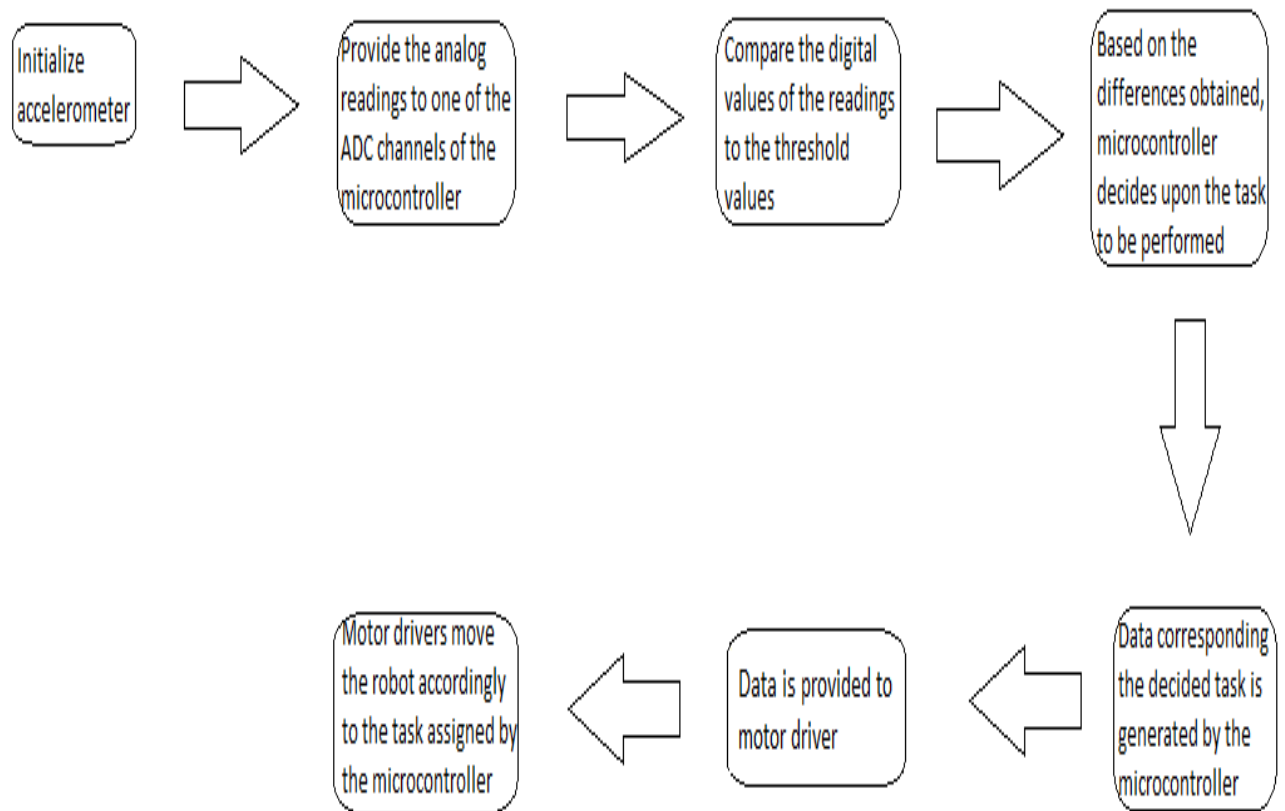 Initialize
accelerometer
Provide the analog
readings to one of the
ADC channels of the
microcontroller
Compare the digital
values of the readings
to the threshold
values
Based on the
differences obtained,
microcontroller
decides upon the task
to be performed
Data corresponding
the decided task is
generated by the
microcontroller
Data is provided to
motor driver
Motor drivers move
the robot accordingly
to the task assigned by
the microcontroller